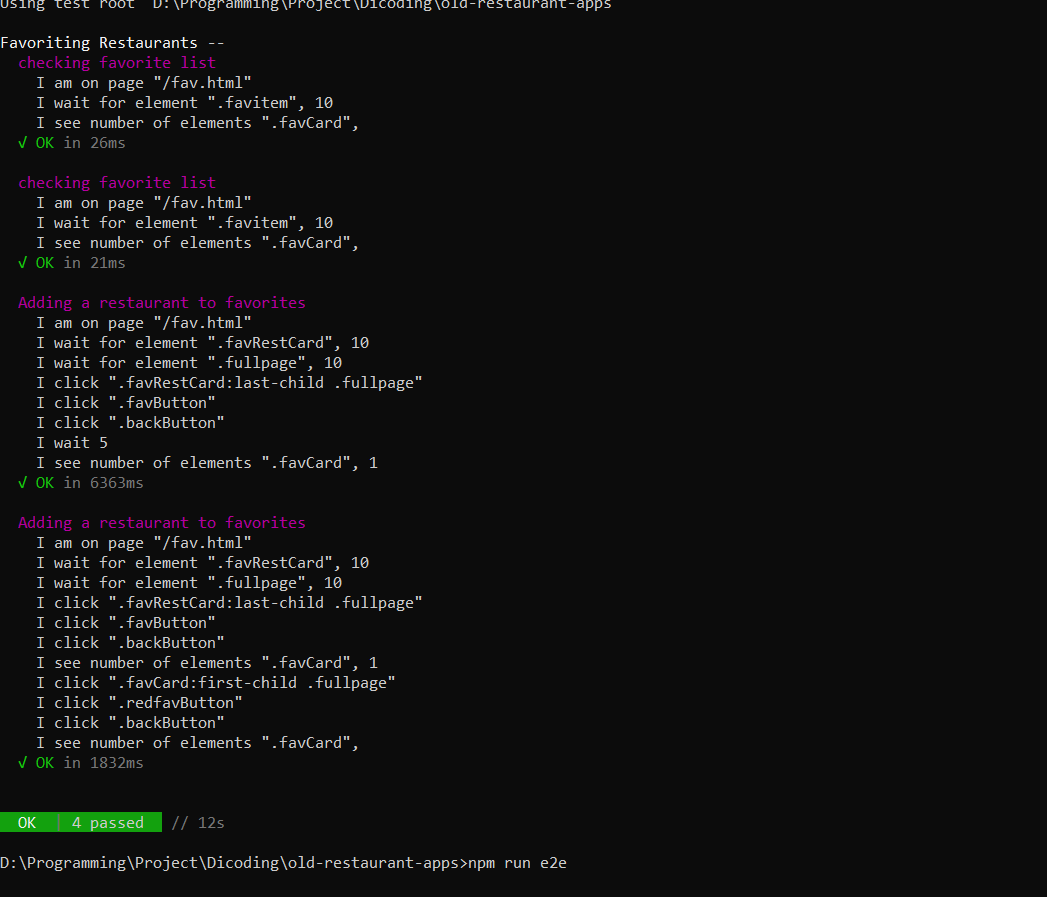 Using test root "D:\Programming\Project\Dicoding\old-restaurant-apps"
Favoriting Restaurants --
checking favorite list
I am on page "/fav.html"
I wait for element ".favitem", 10
I see number of elements ".favCard",
√ OK in 26ms
checking favorite list
I am on page "/fav.html"
I wait for element ".favitem", 10
I see number of elements ".favCard",
√ OK in 21ms
Adding a restaurant to favorites
I am on page "/fav.html"
I wait for element ".favRestCard", 10
I wait for element ".fullpage", 10
I click ".favRestCard:last-child .fullpage"
I click ".favButton"
I click ".backButton"
I wait 5
I see number of elements ".favCard", 1
√ OK in 6363ms
Adding a restaurant to favorites
I am on page "/fav.html"
I wait for element ".favRestCard", 10
I wait for element ".fullpage", 10
I click ".favRestCard:last-child .fullpage"
I click ".favButton"
I click ".backButton"
I see number of elements ".favCard", 1
I click ".favCard:first-child .fullpage"
I click ".redfavButton"
I click ".backButton"
I see number of elements ".favCard",
√ OK in 1832ms
OK | 4 passed // 12s
D:\Programming\Project\Dicoding\old-restaurant-apps>npm run e2e